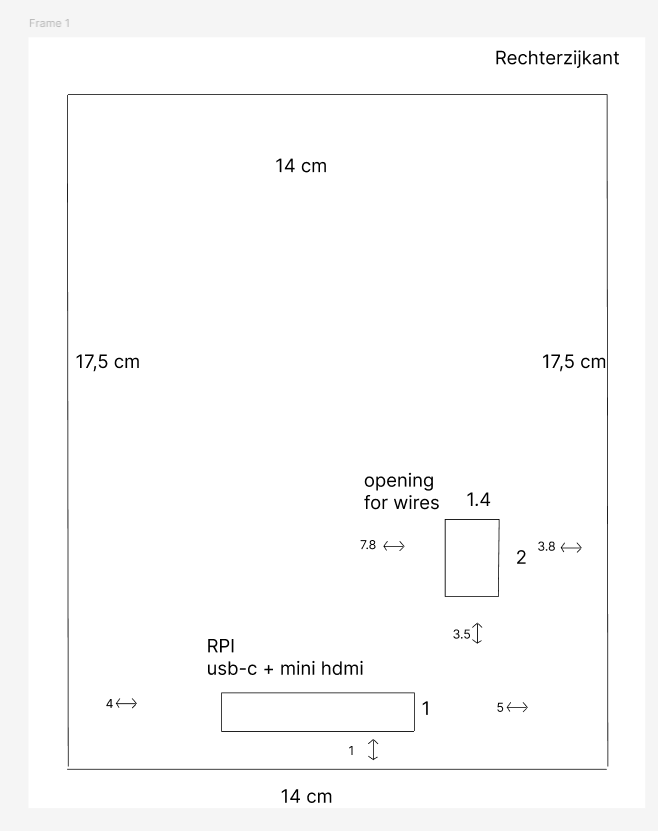 Frame 1
Rechterzijkant
14 cm
17,5 cm
17,5 cm
opening
for wires
1.4
7.8
2
3.8
3.5
RPI
usb-c + mini hdmi
4
1
5
1
14 cm